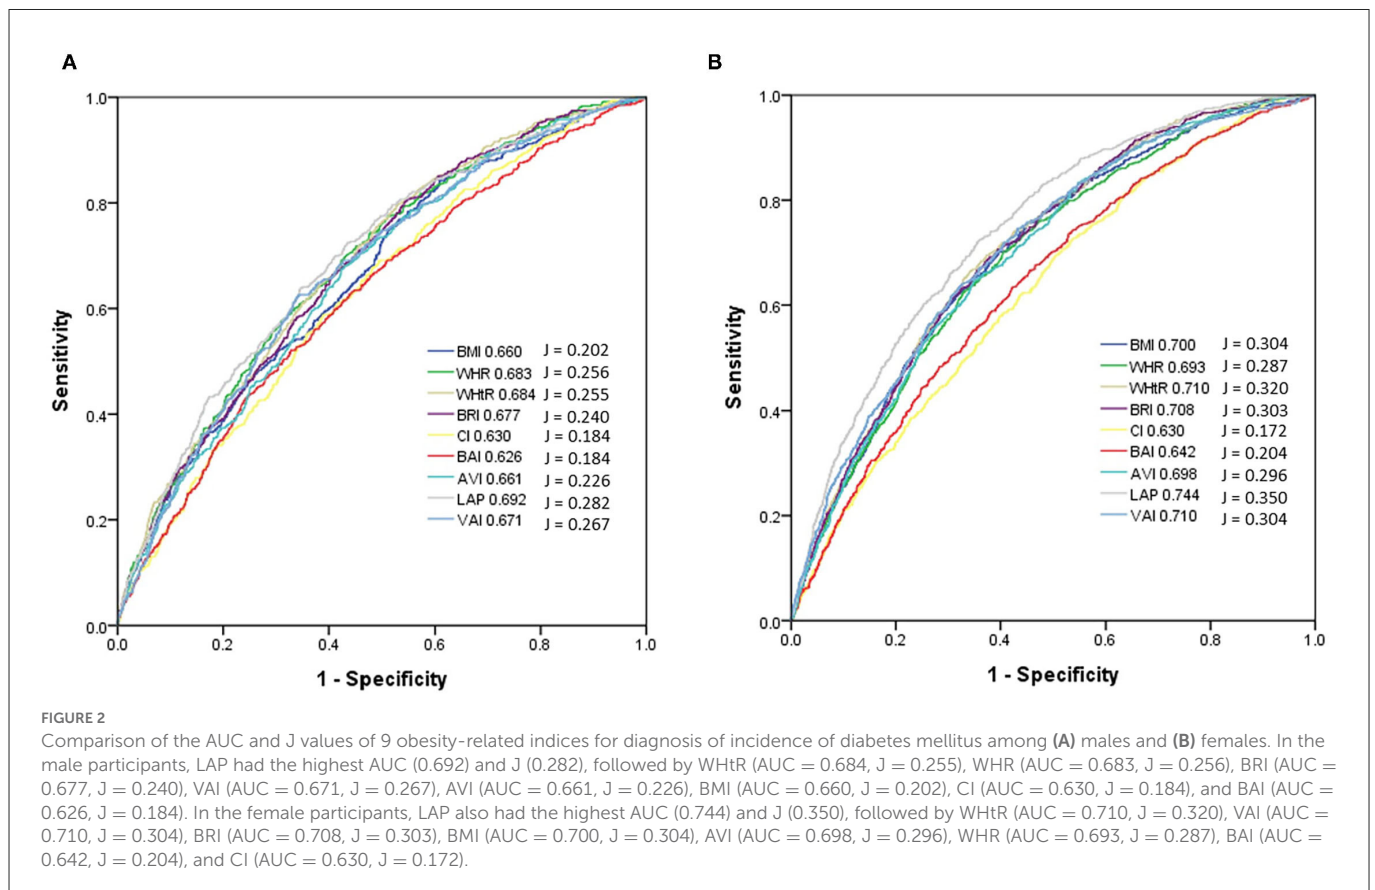 A
1.0
0.8
0.6
0.4
0.2
0.0
Sensitivity
BMI 0.660 J = 0.202
WHR 0.683 J = 0.256
WHtR 0.684 J = 0.255
BRI 0.677 J = 0.240
CI 0.630 J = 0.184
BAI 0.626 J = 0.184
AVI 0.661 J = 0.226
LAP 0.692 J = 0.282
VAI 0.671 J = 0.267
0.0 0.2 0.4 0.6 0.8 1.0
1 - Specificity
B
1.0
0.8
0.6
0.4
0.2
0.0
Sensitivity
BMI 0.700 J = 0.304
WHR 0.693 J = 0.287
WHtR 0.710 J = 0.320
BRI 0.708 J = 0.303
CI 0.630 J = 0.172
BAI 0.642 J = 0.204
AVI 0.698 J = 0.296
LAP 0.744 J = 0.350
VAI 0.710 J = 0.304
0.0 0.2 0.4 0.6 0.8 1.0
1 - Specificity
FIGURE 2
Comparison of the AUC and J values of 9 obesity-related indices for diagnosis of incidence of diabetes mellitus among (A) males and (B) females. In the
male participants, LAP had the highest AUC (0.692) and J (0.282), followed by WHtR (AUC = 0.684, J = 0.255), WHR (AUC = 0.683, J = 0.256), BRI (AUC =
0.677, J = 0.240), VAI (AUC = 0.671, J = 0.267), AVI (AUC = 0.661, J = 0.226), BMI (AUC = 0.660, J = 0.202), CI (AUC = 0.630, J = 0.184), and BAI (AUC =
0.626, J = 0.184). In the female participants, LAP also had the highest AUC (0.744) and J (0.350), followed by WHtR (AUC = 0.710, J = 0.320), VAI (AUC =
0.710, J = 0.304), BRI (AUC = 0.708, J = 0.303), BMI (AUC = 0.700, J = 0.304), AVI (AUC = 0.698, J = 0.296), WHR (AUC = 0.693, J = 0.287), BAI (AUC =
0.642, J = 0.204), and CI (AUC = 0.630, J = 0.172).